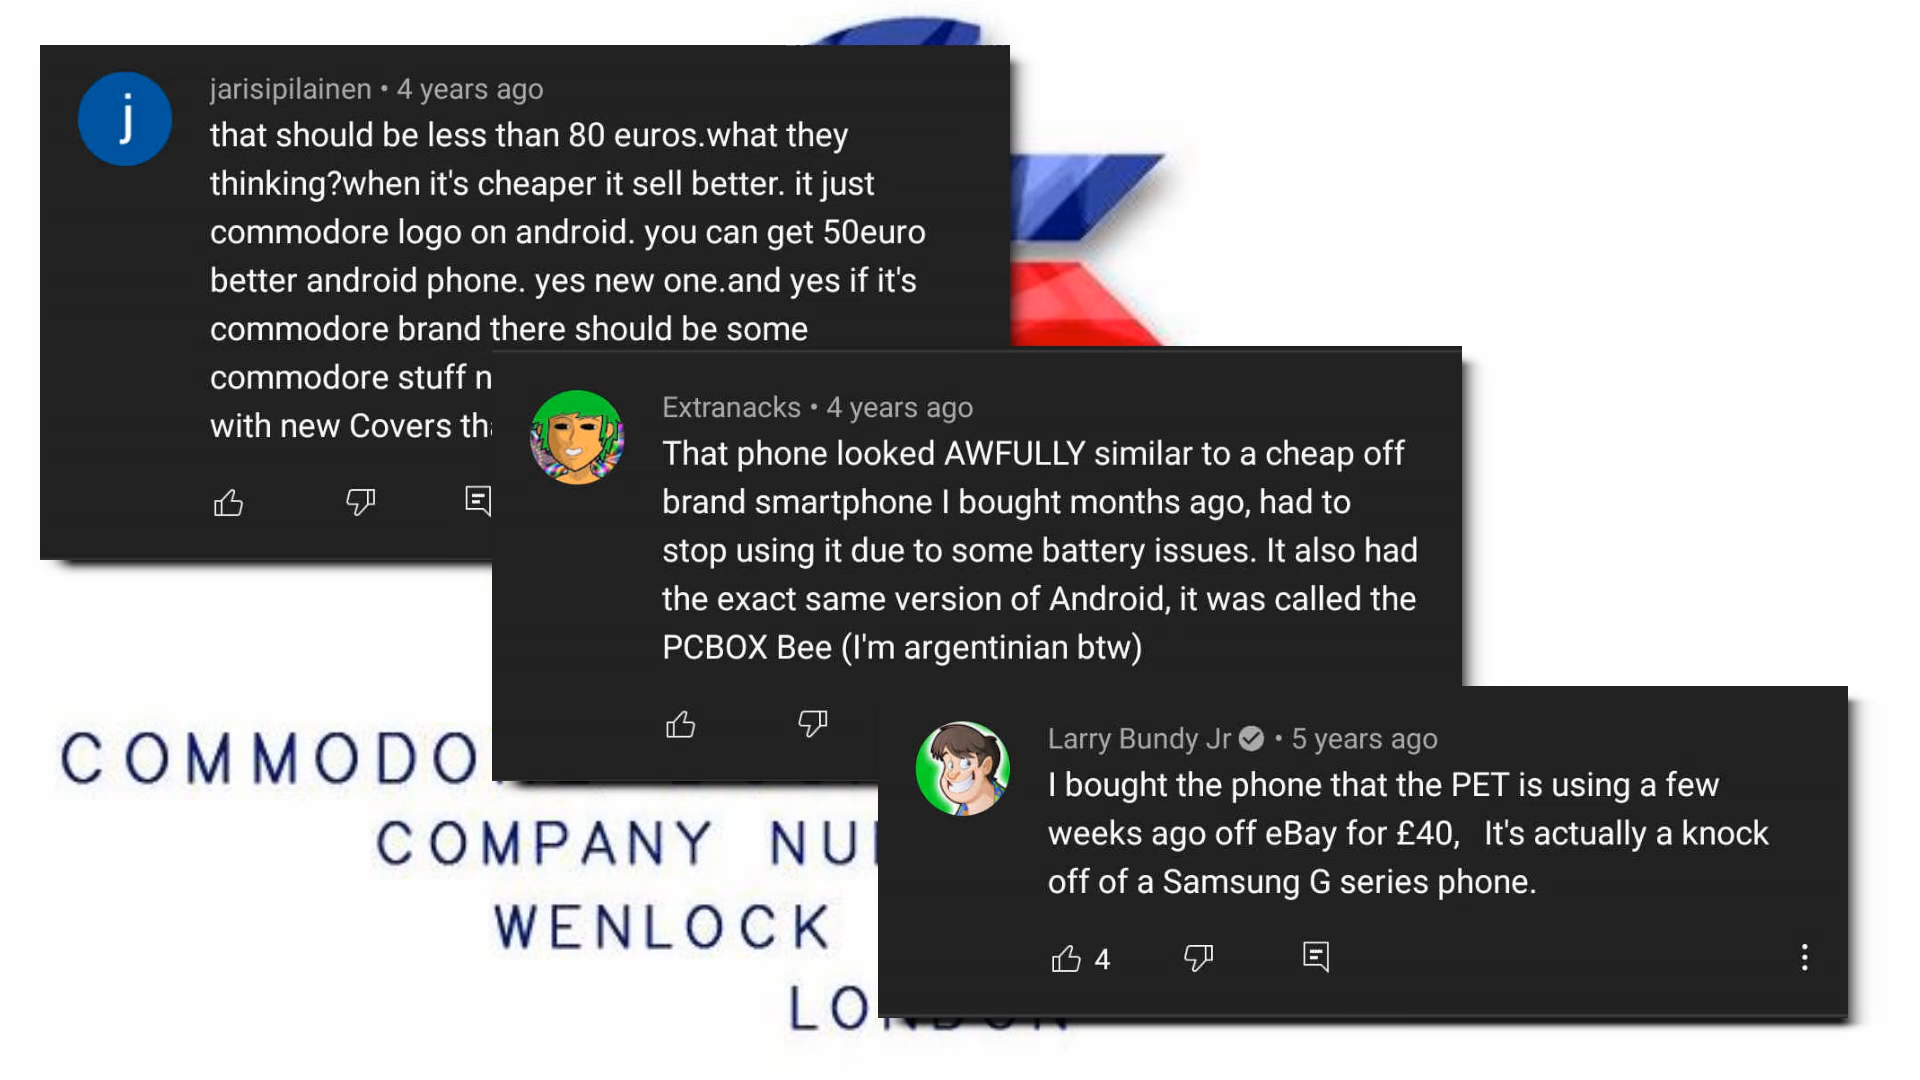 j
jarisipilainen • 4 years ago
that should be less than 80 euros.what they
thinking?when it's cheaper it sell better. it just
commodore logo on android. you can get 50euro
better android phone. yes new one.and yes if it's
commodore brand there should be some
commodore stuff
with new Covers
Extranacks • 4 years ago
That phone looked AWFULLY similar to a cheap off
brand smartphone I bought months ago, had to
stop using it due to some battery issues. It also had
the exact same version of Android, it was called the
PCBOX Bee (I'm argentinian btw)
Larry Bundy Jr • 5 years ago
I bought the phone that the PET is using a few
weeks ago off eBay for £40, It's actually a knock
off of a Samsung G series phone.
4
COMPANY
WENLOCK
LONDON